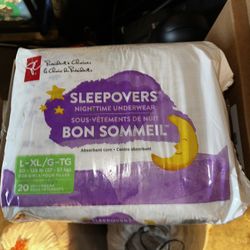 President's Choice
le Choix du Président
SLEEPOVERS
NIGHTTIME UNDERWEAR
SOUS-VÊTEMENTS DE NUIT
BON SOMMEIL
Absorbent core • Centre absorbant
L-XL/G-TG
20
SLEEPOVERS